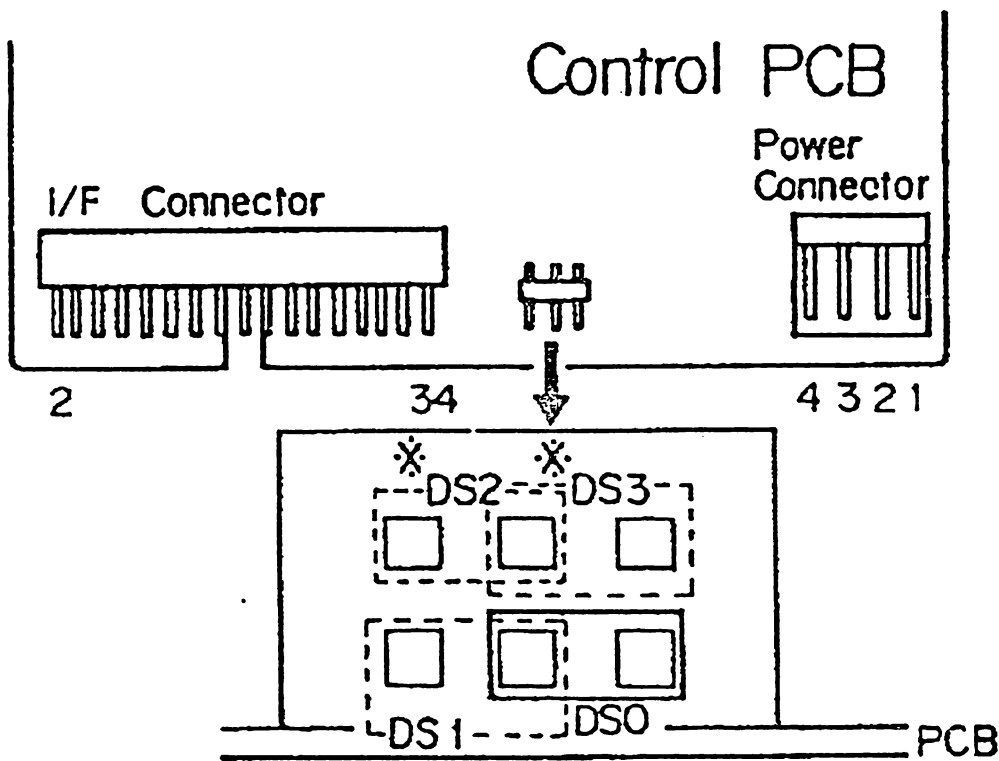 Control PCB
Power
Connector
I/F Connector
2
34
4 3 2 1
※ ※
DS2
DS3
DS1
DS0
PCB